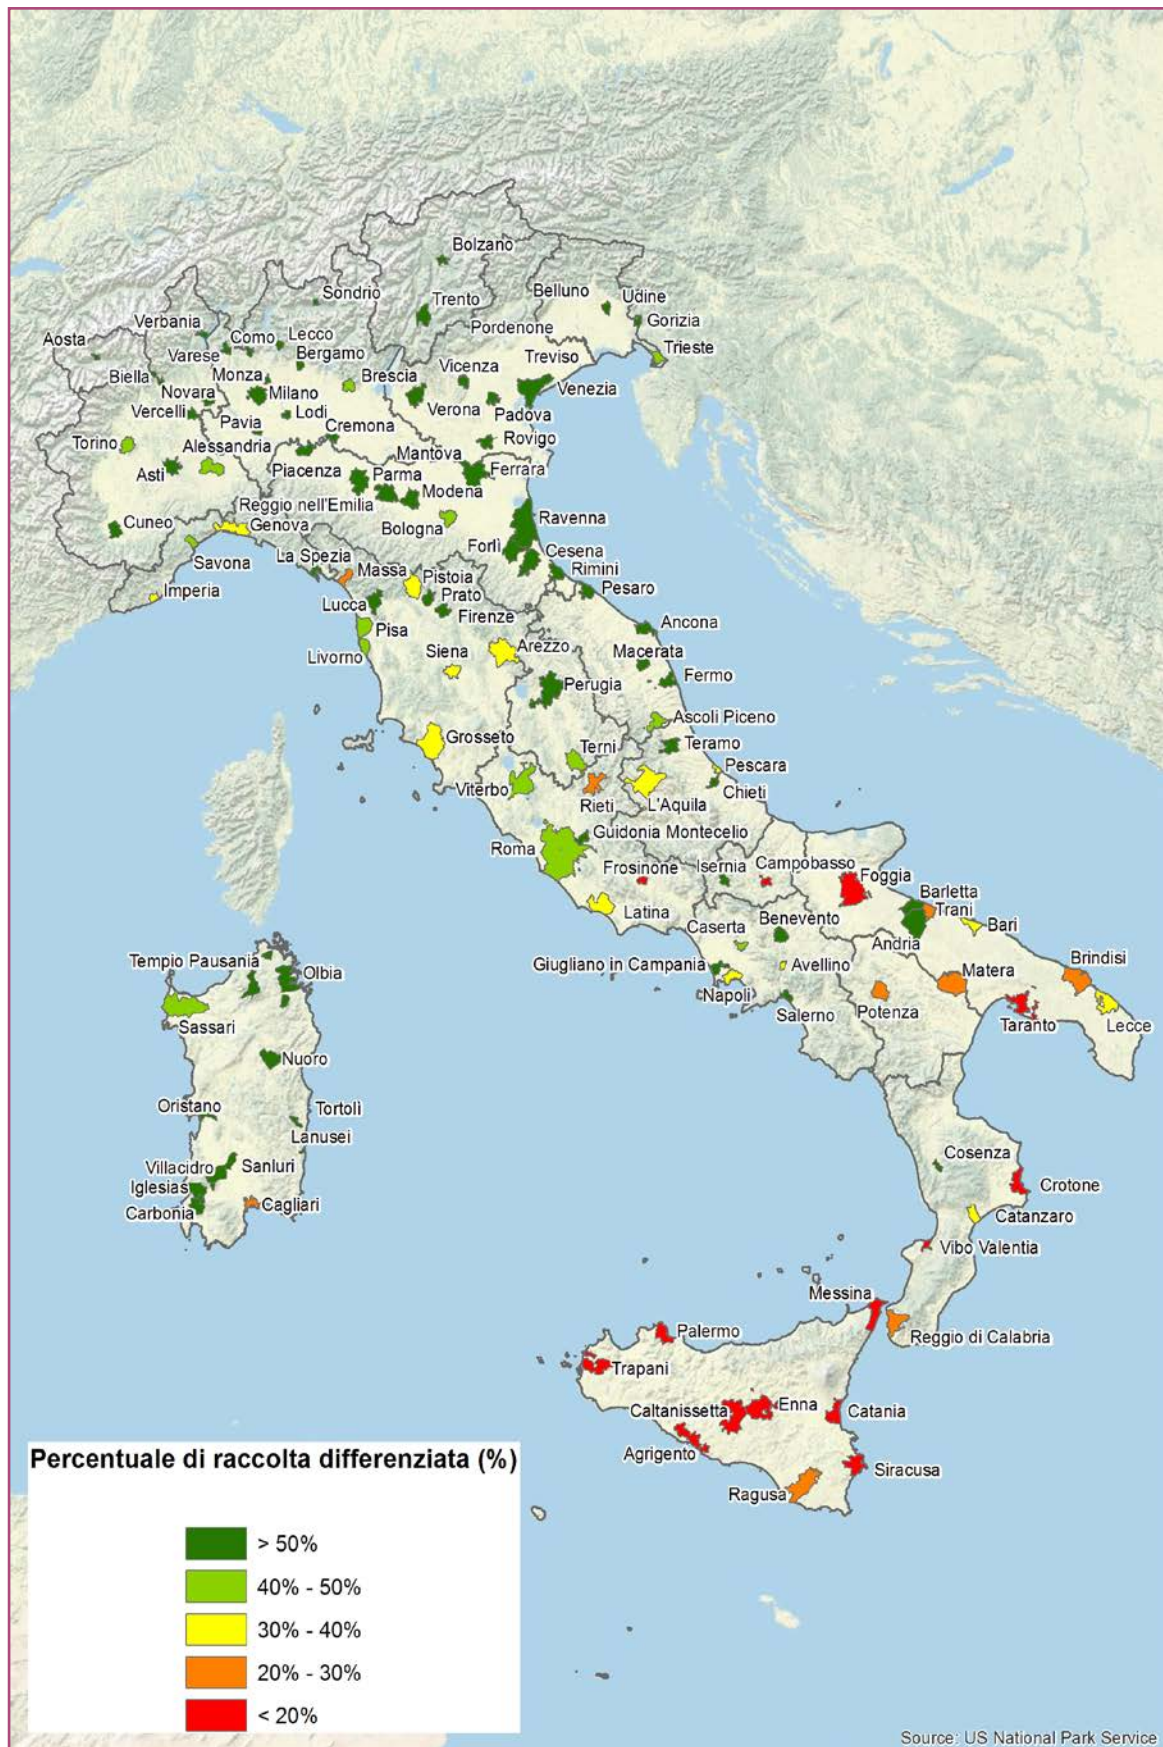 Bolzano
Sondrio
Trento
Belluno
Udine
Verbania
Pordenone
Gorizia
Aosta
Como
Lecco
Varese
Bergamo
Vicenza
Treviso
Trieste
Biella
Monza
Brescia
Novara
Milano
Venezia
Vercelli
Lodi
Verona
Padova
Pavia
Cremona
Torino
Alessandria
Rovigo
Mantova
Asti
Piacenza
Parma
Ferrara
Modena
Reggio nell'Emilia
Cuneo
Genova
Bologna
Ravenna
Forlì
La Spezia
Savona
Massa
Pistoia
Cesena
Imperia
Prato
Rimini
Lucca
Firenze
Pesaro
Pisa
Ancona
Siena
Arezzo
Macerata
Livorno
Perugia
Fermo
Ascoli Piceno
Grosseto
Terni
Teramo
Pescara
Viterbo
Rieti
L'Aquila
Chieti
Guidonia Montecelio
Roma
Frosinone
Isernia
Campobasso
Foggia
Barletta
Latina
Benevento
Trani
Caserta
Andria
Bari
Giugliano in Campania
Avellino
Brindisi
Tempio Pausania
Olbia
Matera
Napoli
Salerno
Potenza
Sassari
Taranto
Lecce
Nuoro
Oristano
Tortolì
Lanusei
Cosenza
Villacidro
Sanluri
Iglesias
Crotone
Carbonia
Cagliari
Catanzaro
Vibo Valentia
Messina
Palermo
Reggio di Calabria
Trapani
Caltanissetta
Enna
Catania
Agrigento
Siracusa
Ragusa
Percentuale di raccolta differenziata (%)
> 50%
40% - 50%
30% - 40%
20% - 30%
< 20%
Source: US National Park Service